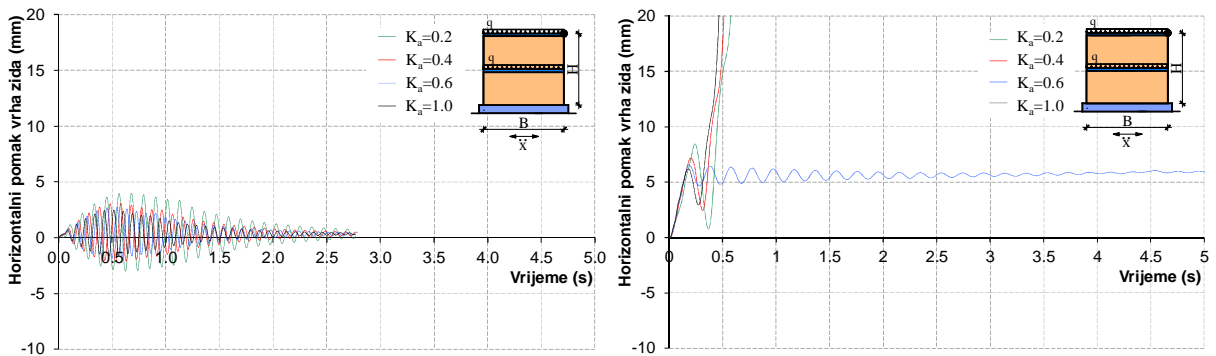 Horizontalni pomak vrha zida (mm)
20
15
10
5
0
-5
-10
0.0
0.5
1.0
1.5
2.0
2.5
3.0
3.5
4.0
4.5
5.0
Vrijeme (s)
Ka=0.2
Ka=0.4
Ka=0.6
Ka=1.0
q
q
H
B
Ẍ
Horizontalni pomak vrha zida (mm)
20
15
10
5
0
-5
-10
0
0.5
1
1.5
2
2.5
3
3.5
4
4.5
5
Vrijeme (s)
Ka=0.2
Ka=0.4
Ka=0.6
Ka=1.0
q
q
H
B
Ẍ